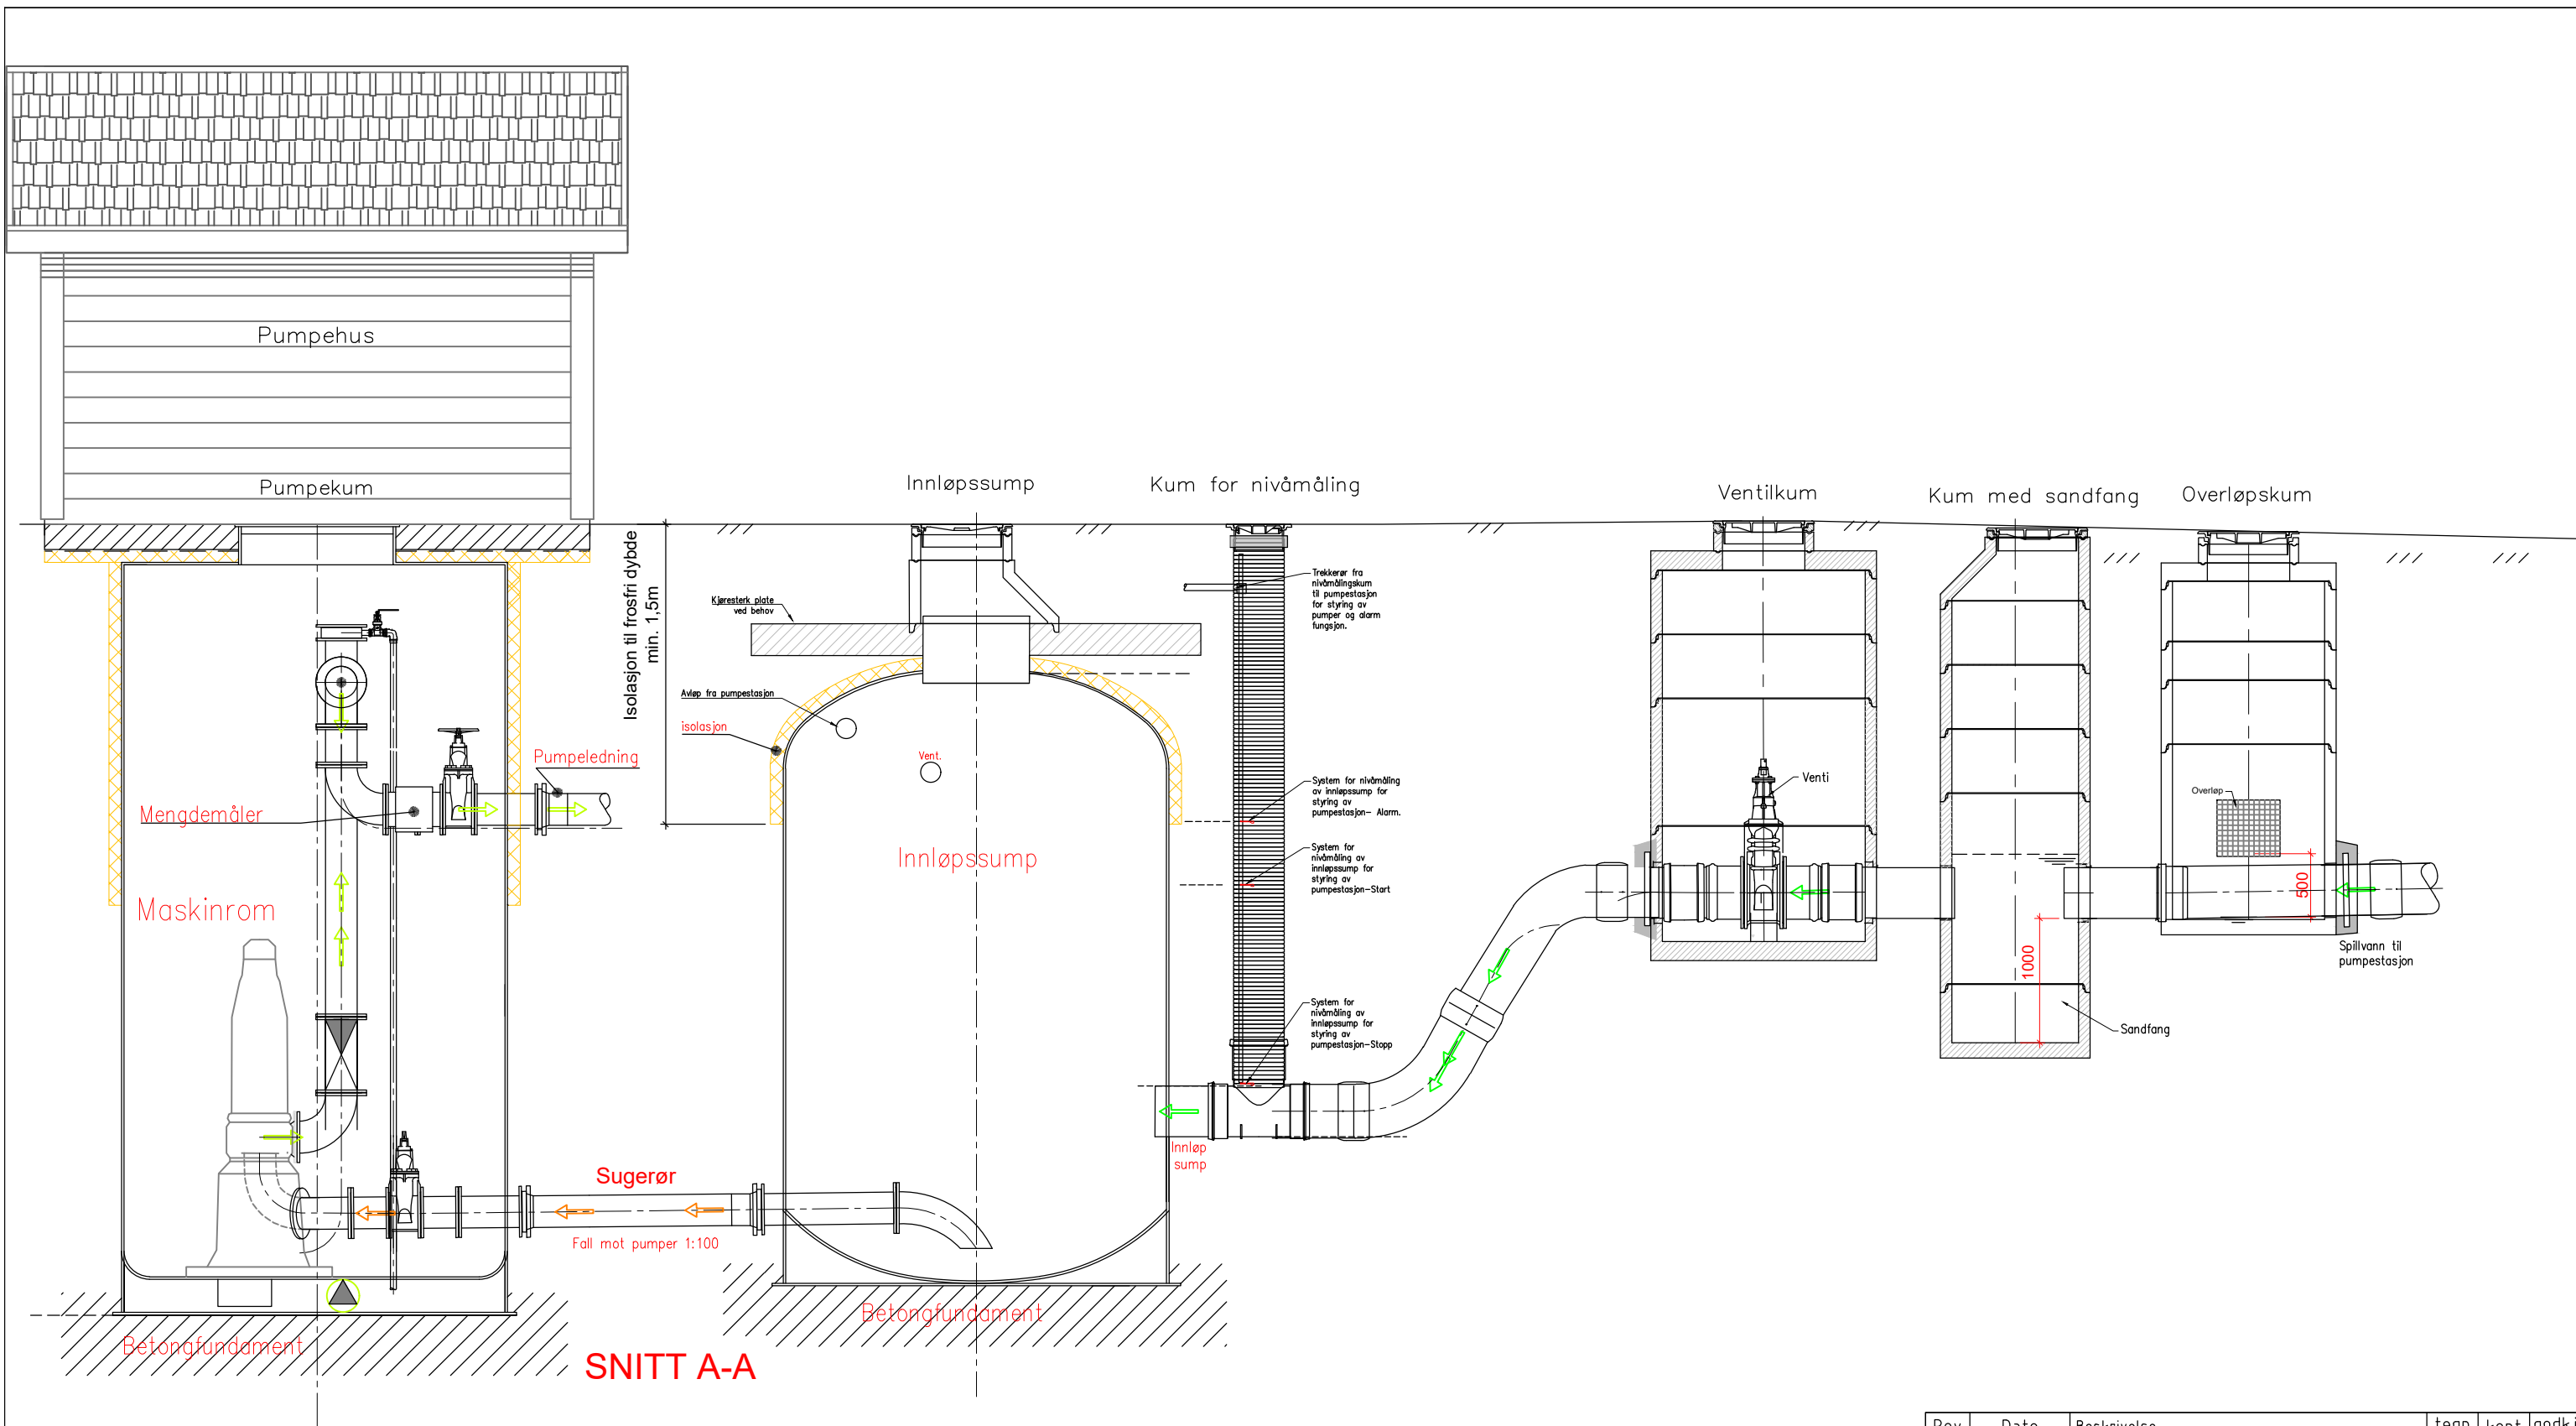 Pumpehus
Pumpekum
Innløpssump
Kum for nivåmåling
Ventilkum
Kum med sandfang
Overløpskum
Isolasjon til frosfri dybde
min. 1,5m
Kjøresterk plate
ved behov
Trekkerør fra
nivåmålingskum
til pumpestasjon
for styring av
pumper og alarm
fungsjon.
Avløp fra pumpestasjon
isolasjon
Vent.
Pumpeledning
Mengdemåler
System for nivåmåling
av innløpssump for
styring av
pumpestasjon- Alarm.
Venti
Overløp
Innløpssump
System for
nivåmåling av
innløpssump for
styring av
pumpestasjon-Start
Maskinrom
500
1000
Spillvann til
pumpestasjon
System for
nivåmåling av
innløpssump for
styring av
pumpestasjon-Stopp
Sandfang
Innløp
sump
Sugerør
Fall mot pumper 1:100
Betongfundament
Betongfundament
SNITT A-A
Rev Dato Beskrivelse tegn kont godk